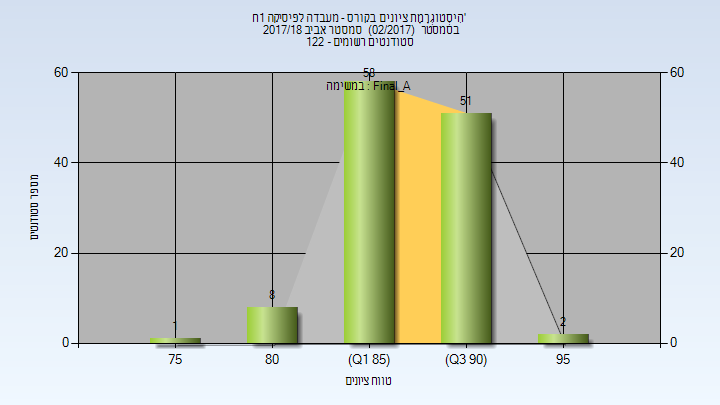 היסטוגרמת ציונים בקורס - מעבדה לפיסיקה 1ח'
בסמסטר (02/2017) סמסטר אביב 2017/18
סטודנטים רשומים - 122
במשימה : Final_A
60
40
20
0
60
40
20
0
מספר סטודנטים
1
8
58
51
2
75
80
(Q1 85)
(Q3 90)
95
טווח ציונים